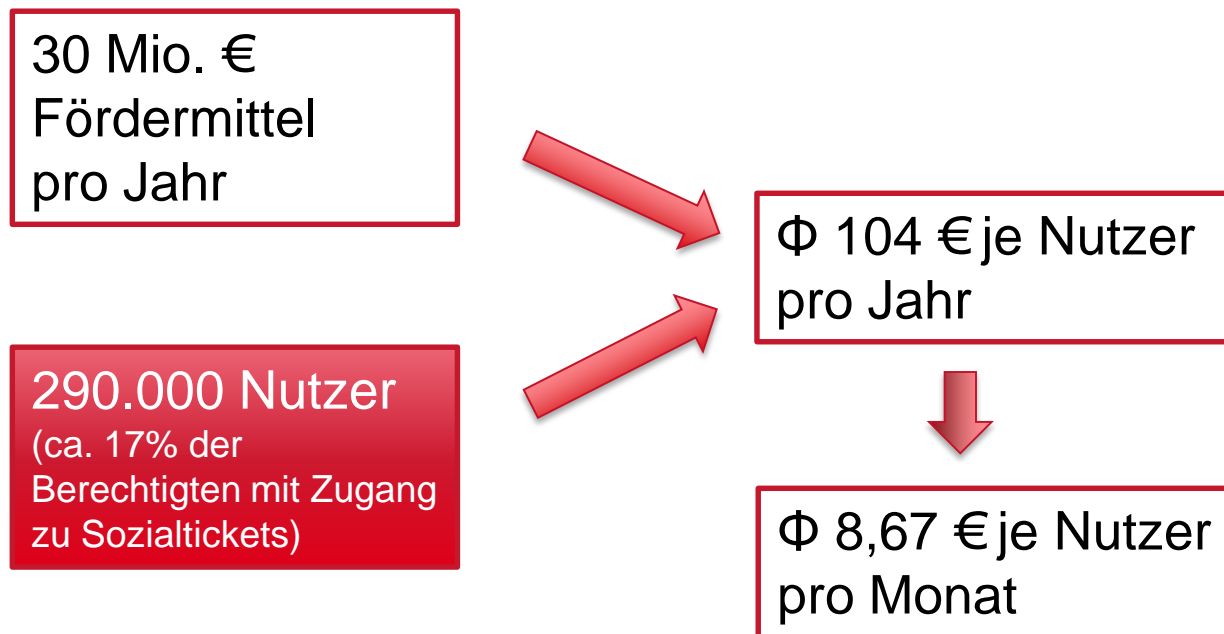 30 Mio. €
Fördermittel
pro Jahr
290.000 Nutzer
(ca. 17% der
Berechtigten mit Zugang
zu Sozialtickets)
Φ 104 € je Nutzer
pro Jahr
Φ 8,67 € je Nutzer
pro Monat